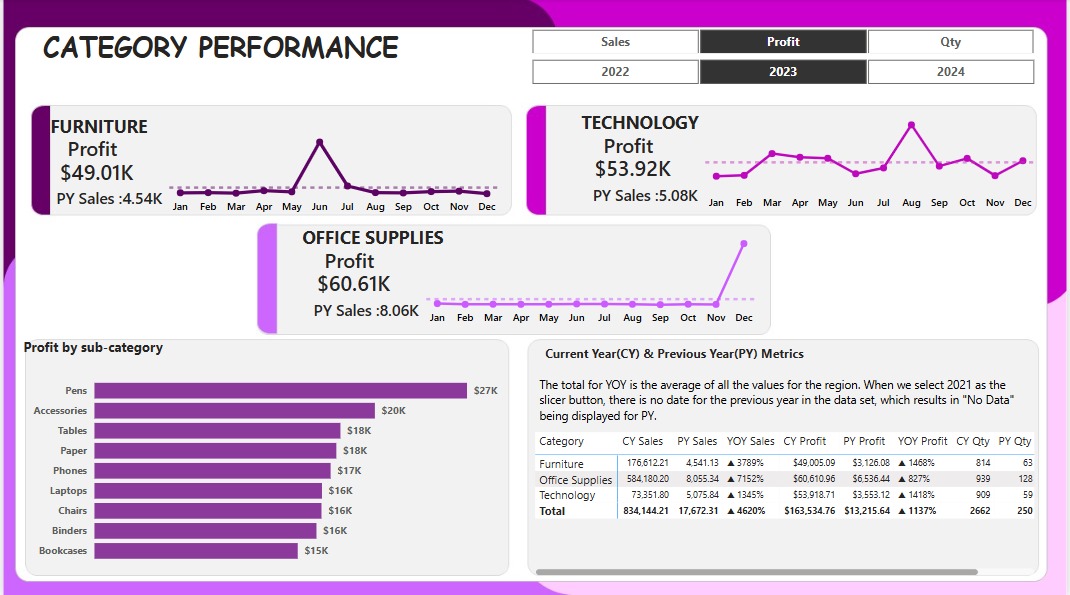 CATEGORY PERFORMANCE
Sales Profit Qty
2022 2023 2024
FURNITURE
Profit
$49.01K
PY Sales :4.54K
Jan Feb Mar Apr May Jun Jul Aug Sep Oct Nov Dec
TECHNOLOGY
Profit
$53.92K
PY Sales :5.08K
Jan Feb Mar Apr May Jun Jul Aug Sep Oct Nov Dec
OFFICE SUPPLIES
Profit
$60.61K
PY Sales :8.06K
Jan Feb Mar Apr May Jun Jul Aug Sep Oct Nov Dec
Profit by sub-category
Pens $27K
Accessories $20K
Tables $18K
Paper $18K
Phones $17K
Laptops $16K
Chairs $16K
Binders $16K
Bookcases $15K
Current Year(CY) & Previous Year(PY) Metrics
The total for YOY is the average of all the values for the region. When we select 2021 as the
slicer button, there is no date for the previous year in the data set, which results in "No Data"
being displayed for PY.
Category CY Sales PY Sales YOY Sales CY Profit PY Profit YOY Profit CY Qty PY Qty
Furniture 176,612.21 4,541.13 ▲ 3789% $49,005.09 $3,126.08 ▲ 1468% 814 63
Office Supplies 584,180.20 8,055.34 ▲ 7152% $60,610.96 $6,536.44 ▲ 827% 939 128
Technology 73,351.80 5,075.84 ▲ 1345% $53,918.71 $3,553.12 ▲ 1418% 909 59
Total 834,144.21 17,672.31 ▲ 4620% $163,534.76 $13,215.64 ▲ 1137% 2662 250